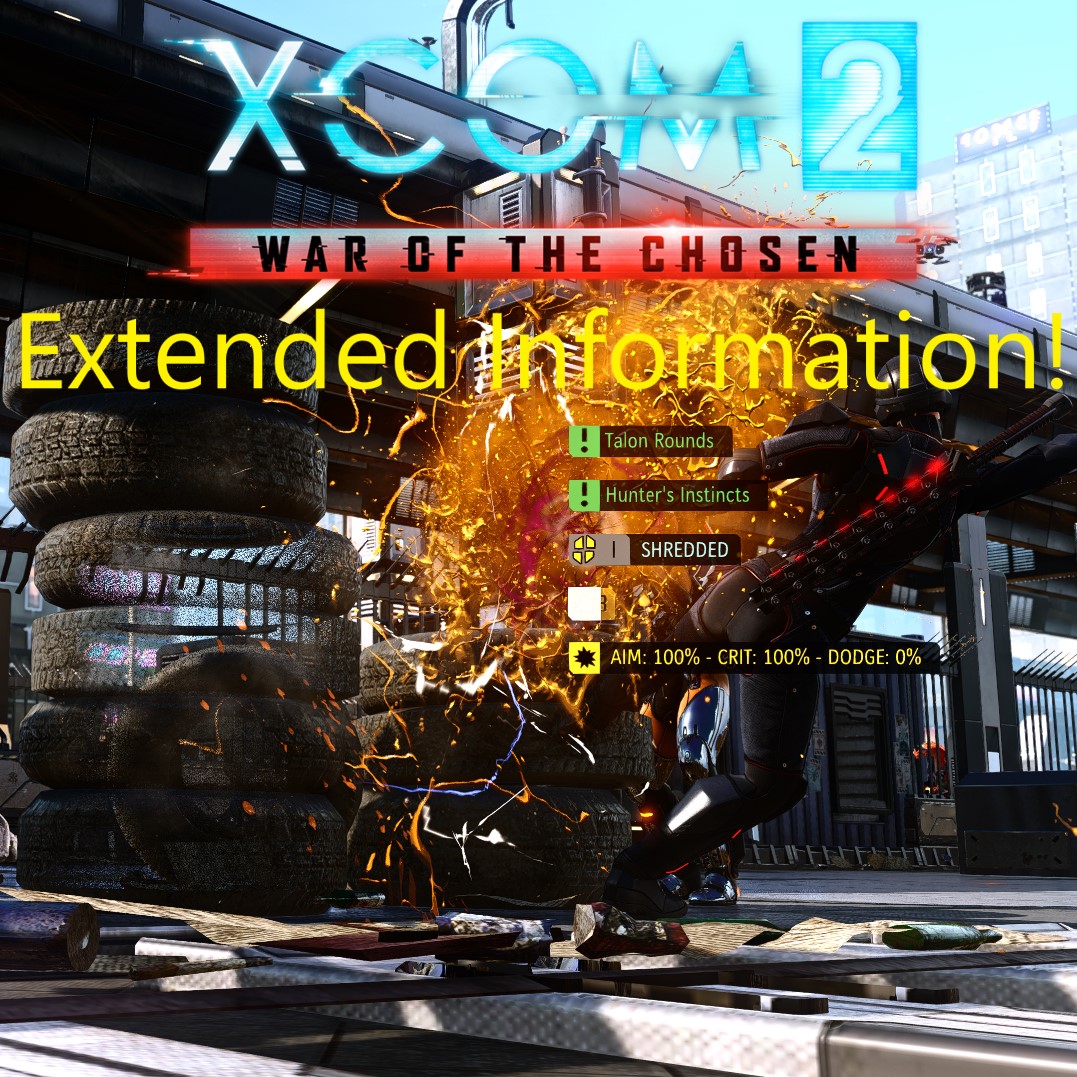 XCOM 2
WAR OF THE CHOSEN
Extended Information!
! Talon Rounds
! Hunter's Instincts
I SHREDDED
AIM: 100% - CRIT: 100% - DODGE: 0%